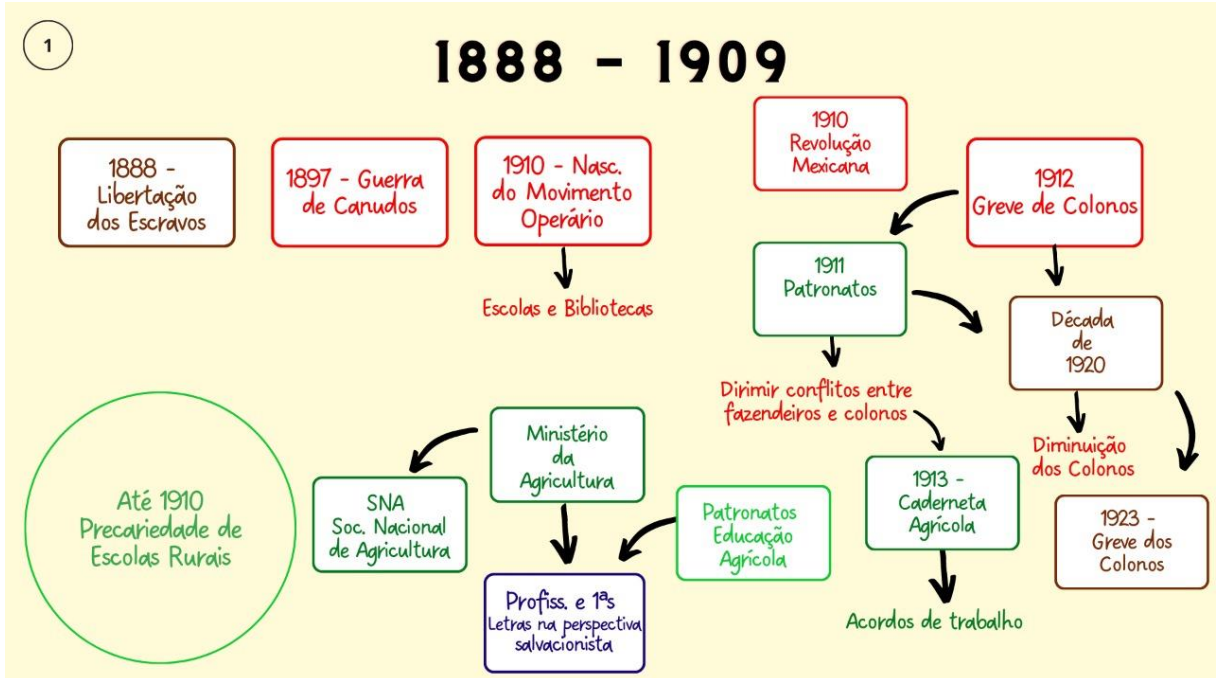 1
1888 - 1909
1888 -
Libertação
dos Escravos
1897 - Guerra
de Canudos
1910 - Nasc.
do Movimento
Operário
Escolas e Bibliotecas
1910
Revolução
Mexicana
1912
Greve de Colonos
1911
Patronatos
Década
de
1920
Dirimir conflitos entre
fazendeiros e colonos
Diminuição
dos Colonos
Até 1910
Precariedade de
Escolas Rurais
SNA
Soc. Nacional
de Agricultura
Ministério
da
Agricultura
Patronatos
Educação
Agrícola
Profiss. e 1ªs
Letras na perspectiva
salvacionista
1913 -
Caderneta
Agrícola
1923 -
Greve dos
Colonos
Acordos de trabalho